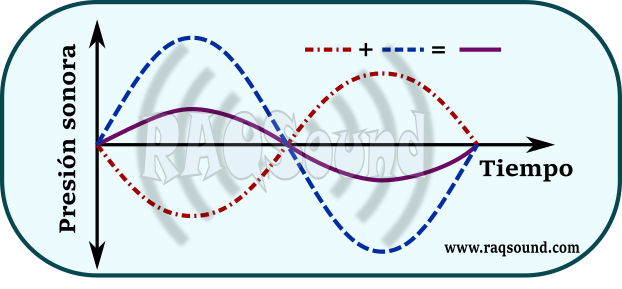 + =
Presión sonora
RAQSound
Tiempo
www.raqsound.com